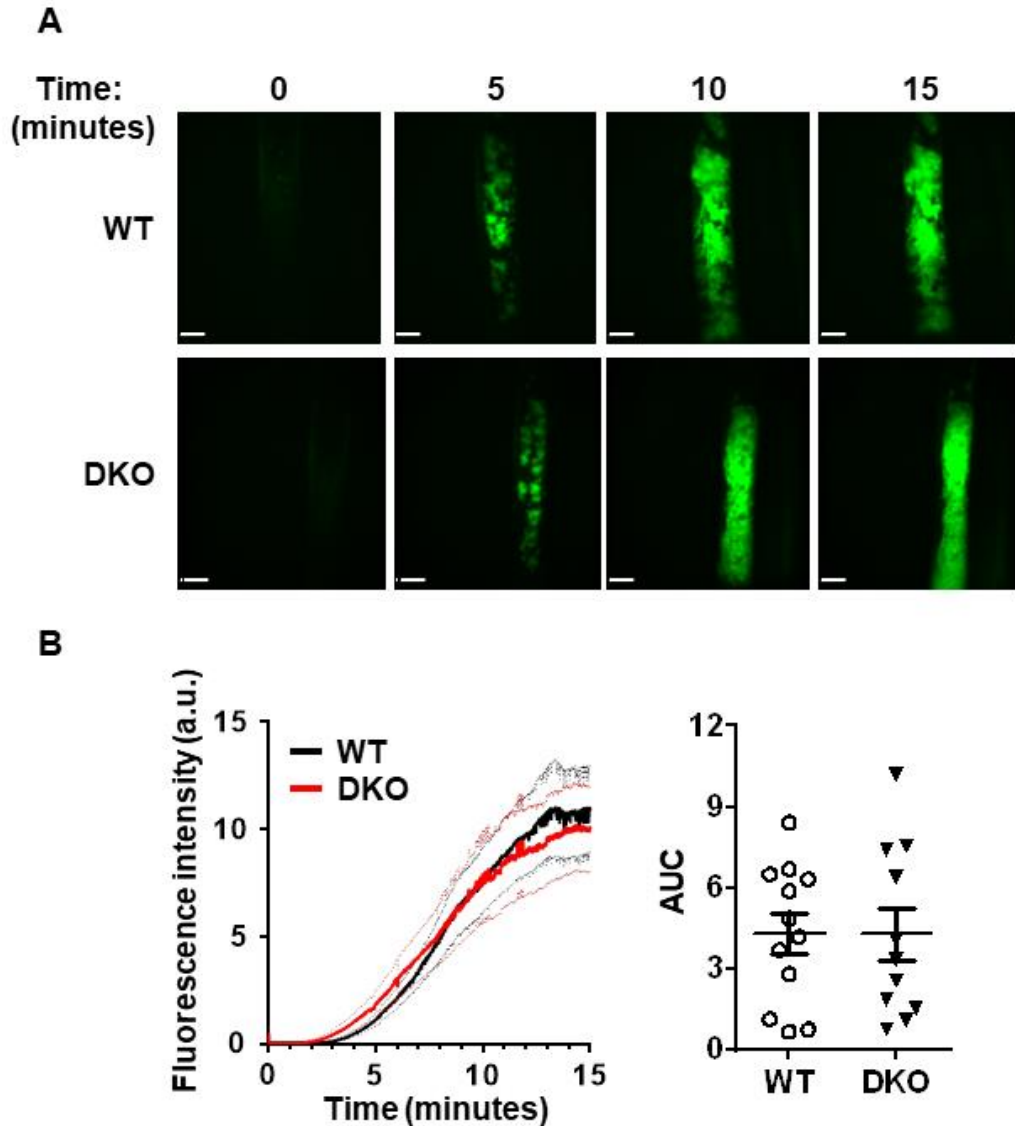 A
Time: 0 5 10 15
(minutes)
WT
DKO
B
Fluorescence intensity (a.u.)
15
10
5
0
WT
DKO
0 5 10 15
Time (minutes)
AUC
12
9
6
3
0
WT DKO